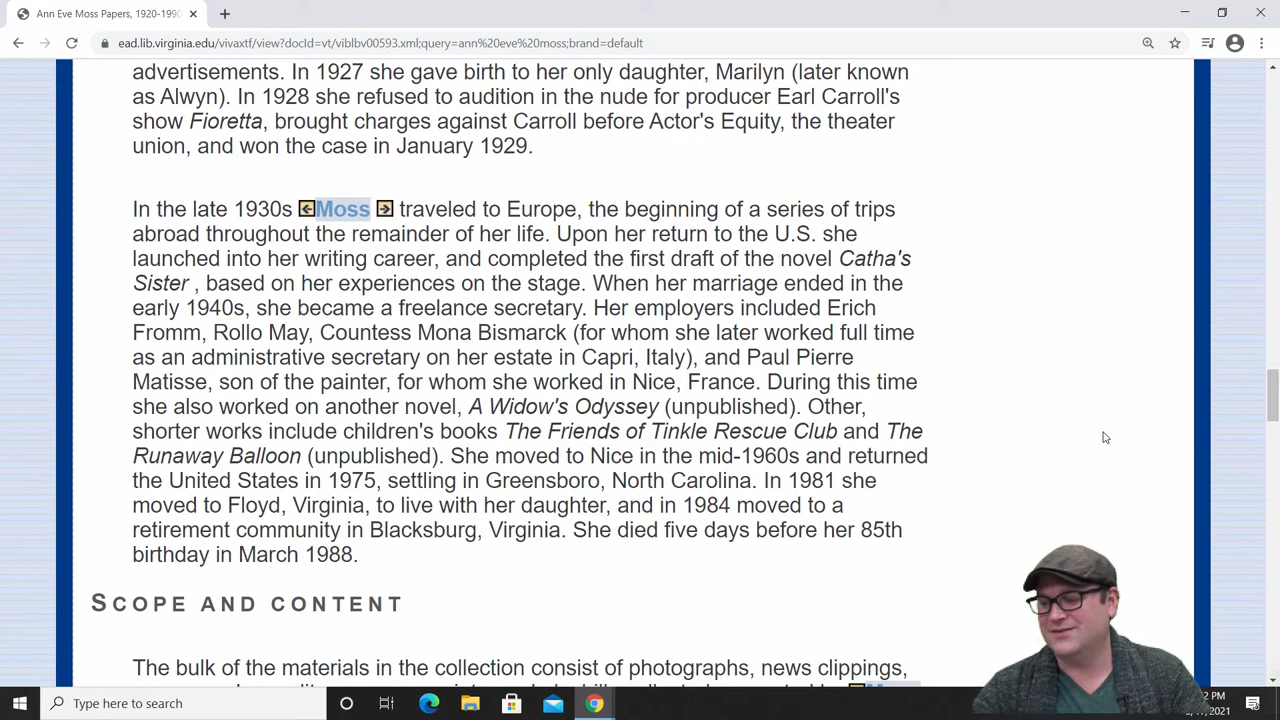 Ann Eve Moss Papers, 1920-1990
ead.lib.virginia.edu/vivaxtf/view?docId=vt/viblbv00593.xml;query=ann%20eve%20moss;brand=default
advertisements. In 1927 she gave birth to her only daughter, Marilyn (later known
as Alwyn). In 1928 she refused to audition in the nude for producer Earl Carroll's
show Fioretta, brought charges against Carroll before Actor's Equity, the theater
union, and won the case in January 1929.
In the late 1930s Moss traveled to Europe, the beginning of a series of trips
abroad throughout the remainder of her life. Upon her return to the U.S. she
launched into her writing career, and completed the first draft of the novel Catha's
Sister , based on her experiences on the stage. When her marriage ended in the
early 1940s, she became a freelance secretary. Her employers included Erich
Fromm, Rollo May, Countess Mona Bismarck (for whom she later worked full time
as an administrative secretary on her estate in Capri, Italy), and Paul Pierre
Matisse, son of the painter, for whom she worked in Nice, France. During this time
she also worked on another novel, A Widow's Odyssey (unpublished). Other,
shorter works include children's books The Friends of Tinkle Rescue Club and The
Runaway Balloon (unpublished). She moved to Nice in the mid-1960s and returned
the United States in 1975, settling in Greensboro, North Carolina. In 1981 she
moved to Floyd, Virginia, to live with her daughter, and in 1984 moved to a
retirement community in Blacksburg, Virginia. She died five days before her 85th
birthday in March 1988.
SCOPE AND CONTENT
The bulk of the materials in the collection consist of photographs, news clippings,
Type here to search
2 PM
2021